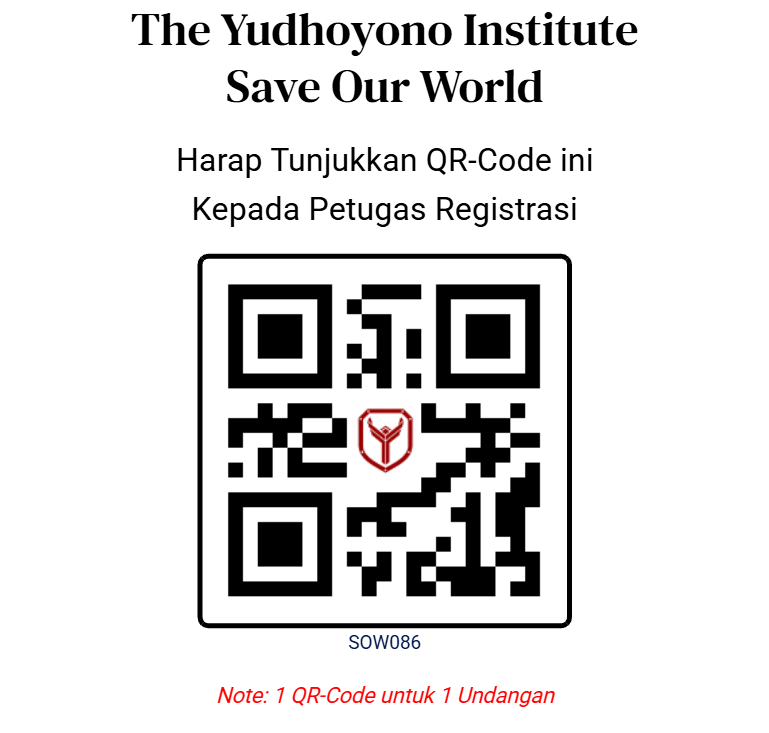 The Yudhoyono Institute
Save Our World
Harap Tunjukkan QR-Code ini
Kepada Petugas Registrasi
SOW086
Note: 1 QR-Code untuk 1 Undangan